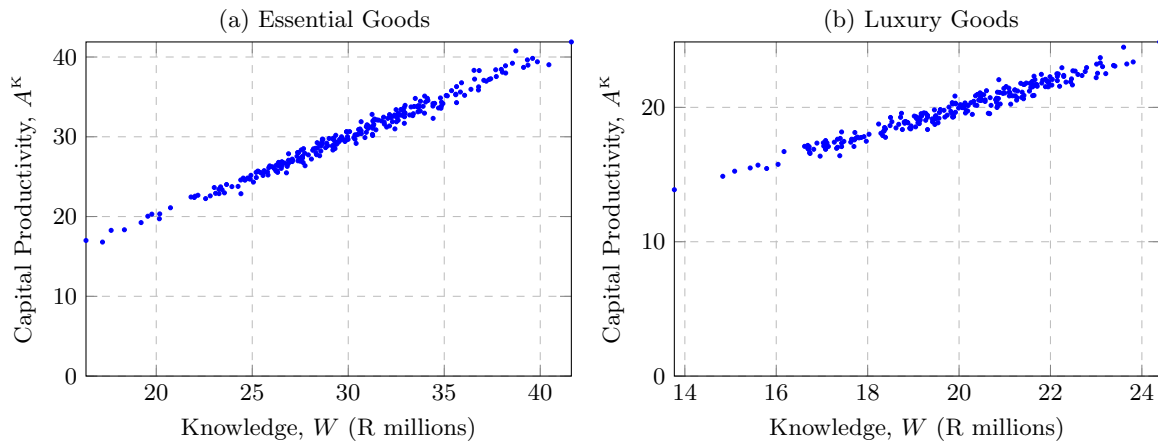 (a) Essential Goods
Capital Productivity, A^K
40
30
20
10
0
20 25 30 35 40
Knowledge, W (R millions)
(b) Luxury Goods
Capital Productivity, A^K
20
10
0
14 16 18 20 22 24
Knowledge, W (R millions)